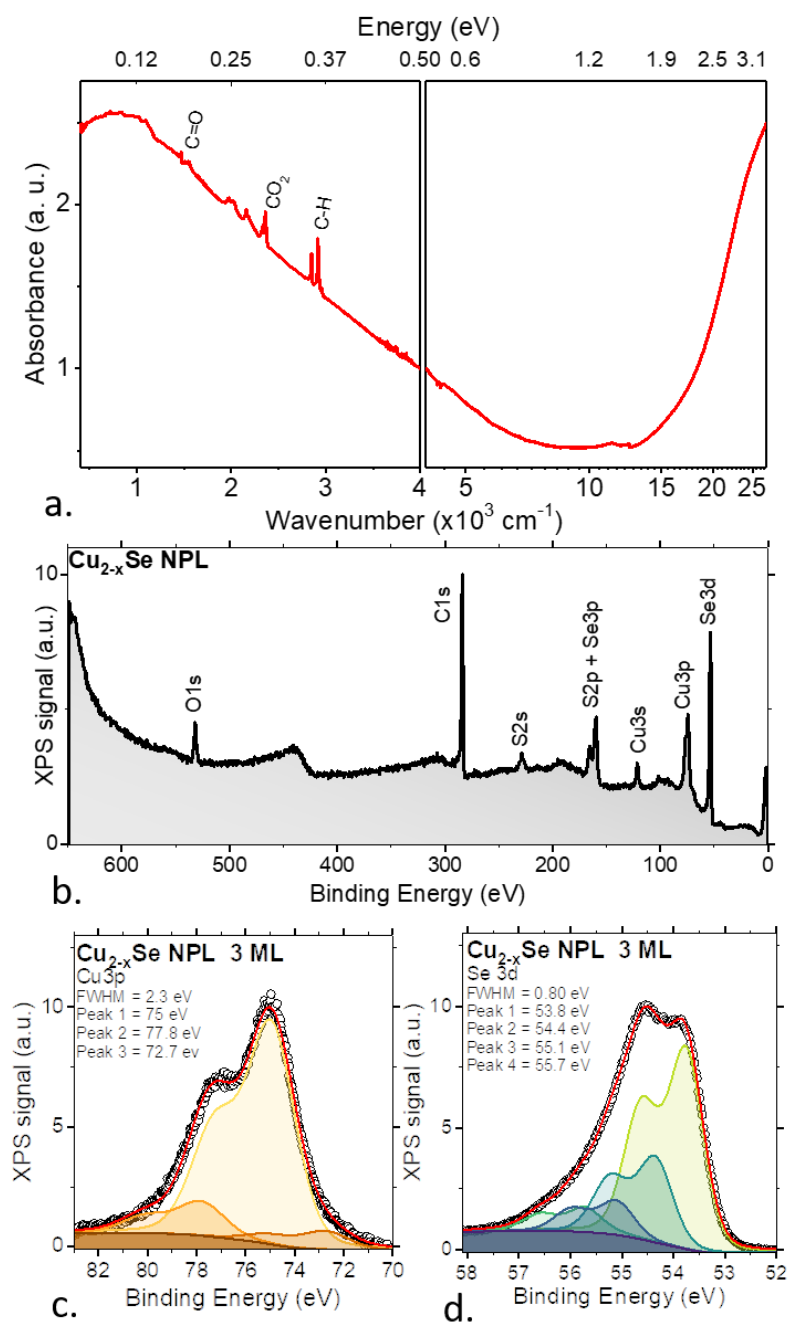 Energy (eV)
0.12 0.25 0.37 0.50 0.6 1.2 1.9 2.5 3.1
Absorbance (a. u.)
2
1
C=O
CO₂
C-H
1 2 3 4 5 10 15 20 25
a.
Wavenumber (x10³ cm⁻¹)
Cu₂₋ₓSe NPL
XPS signal (a.u.)
10
5
0
O1s
C1s
S2s
S2p + Se3p
Cu3s
Cu3p
Se3d
600 500 400 300 200 100 0
b.
Binding Energy (eV)
Cu₂₋ₓSe NPL 3 ML
Cu3p
FWHM = 2.3 eV
Peak 1 = 75 eV
Peak 2 = 77.8 eV
Peak 3 = 72.7 ev
XPS signal (a.u.)
10
5
0
82 80 78 76 74 72 70
c.
Binding Energy (eV)
Cu₂₋ₓSe NPL 3 ML
Se 3d
FWHM = 0.80 eV
Peak 1 = 53.8 eV
Peak 2 = 54.4 eV
Peak 3 = 55.1 eV
Peak 4 = 55.7 eV
XPS signal (a.u.)
10
5
0
58 57 56 55 54 53 52
d.
Binding Energy (eV)